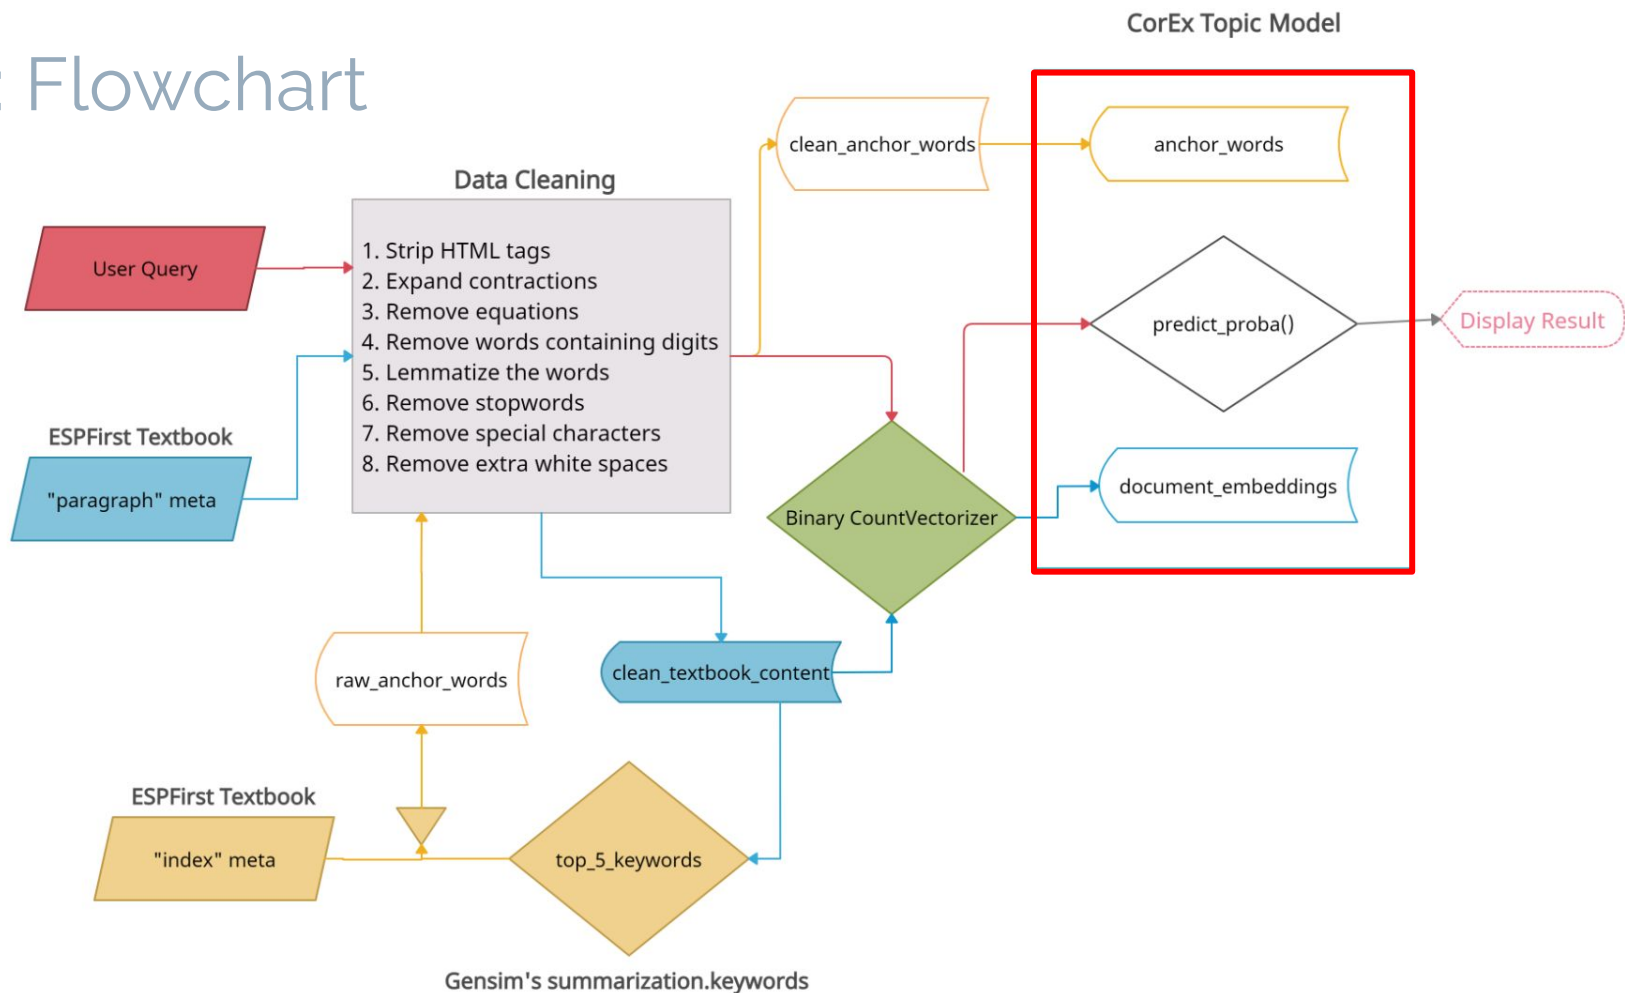 : Flowchart
CorEx Topic Model
clean_anchor_words
anchor_words
Data Cleaning
1. Strip HTML tags
2. Expand contractions
3. Remove equations
4. Remove words containing digits
5. Lemmatize the words
6. Remove stopwords
7. Remove special characters
8. Remove extra white spaces
User Query
predict_proba()
Display Result
ESPFirst Textbook
"paragraph" meta
document_embeddings
Binary CountVectorizer
raw_anchor_words
clean_textbook_content
ESPFirst Textbook
"index" meta
top_5_keywords
Gensim's summarization.keywords